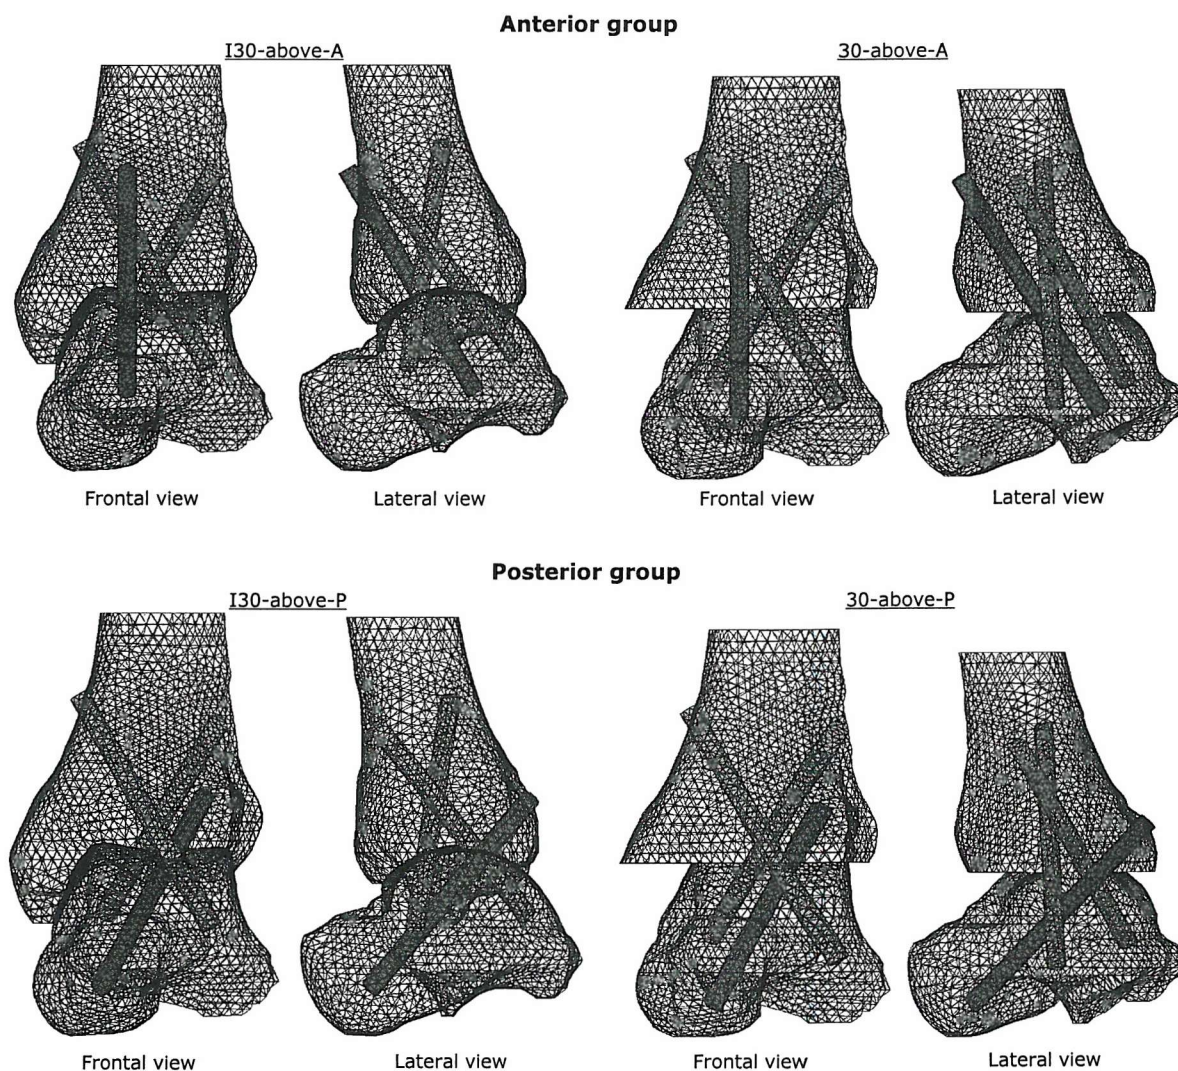 Anterior group
I30-above-A 30-above-A
Frontal view Lateral view Frontal view Lateral view
Posterior group
I30-above-P 30-above-P
Frontal view Lateral view Frontal view Lateral view